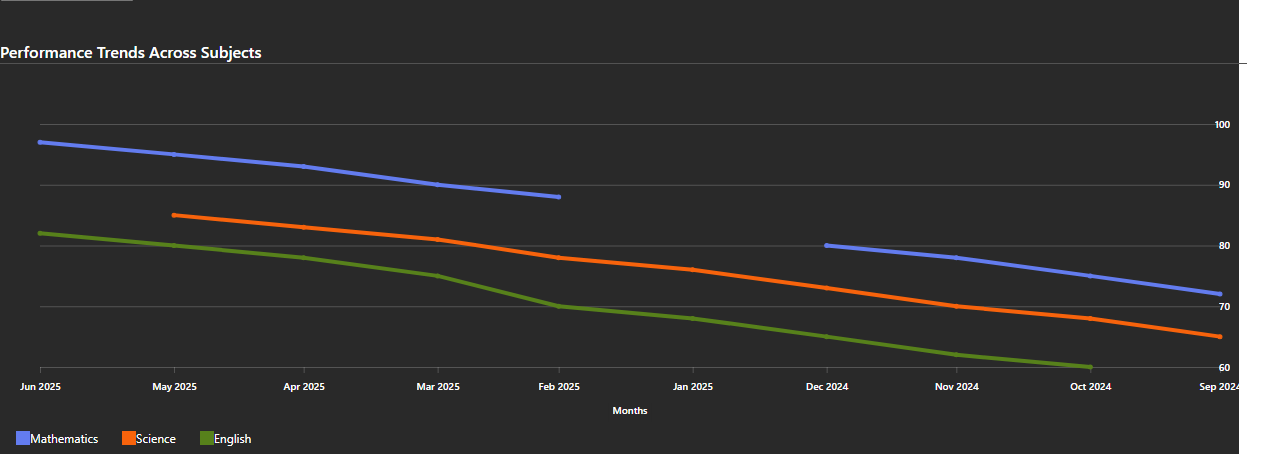 Performance Trends Across Subjects
100
90
80
70
60
Jun 2025 May 2025 Apr 2025 Mar 2025 Feb 2025 Jan 2025 Dec 2024 Nov 2024 Oct 2024 Sep 2024
Months
Mathematics Science English